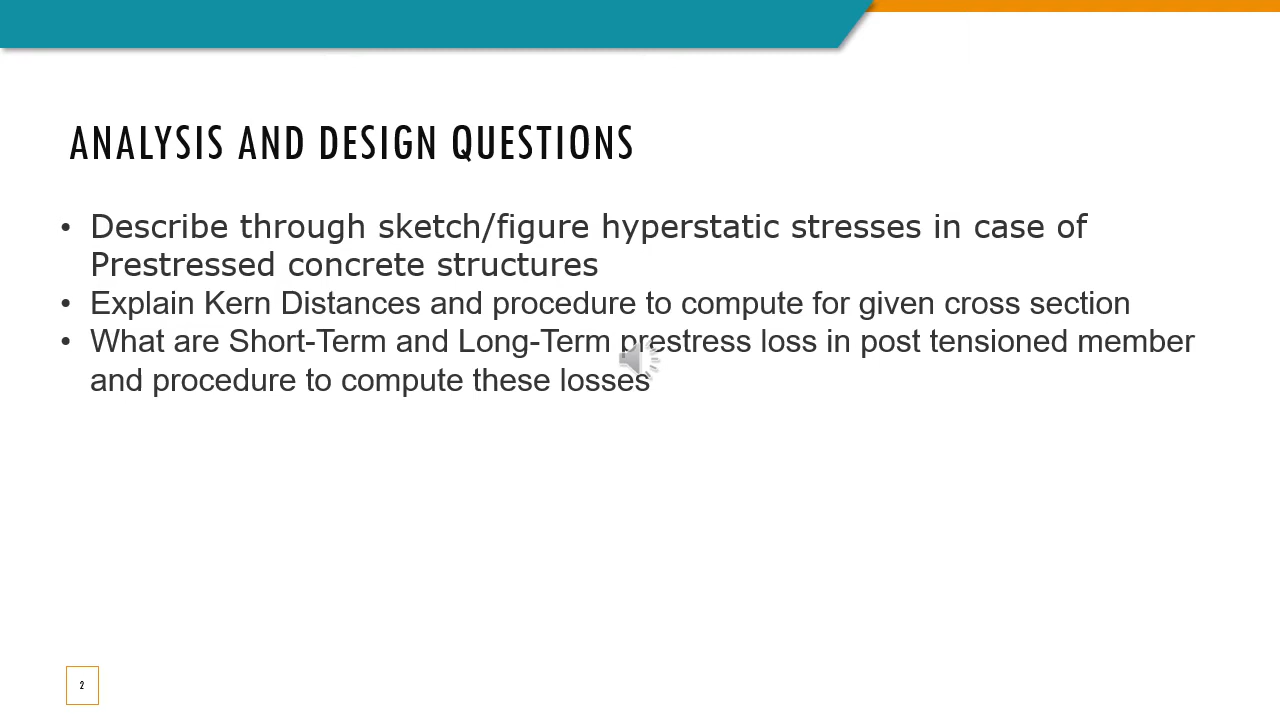 ANALYSIS AND DESIGN QUESTIONS
• Describe through sketch/figure hyperstatic stresses in case of
Prestressed concrete structures
• Explain Kern Distances and procedure to compute for given cross section
• What are Short-Term and Long-Term prestress loss in post tensioned member
and procedure to compute these losses
2